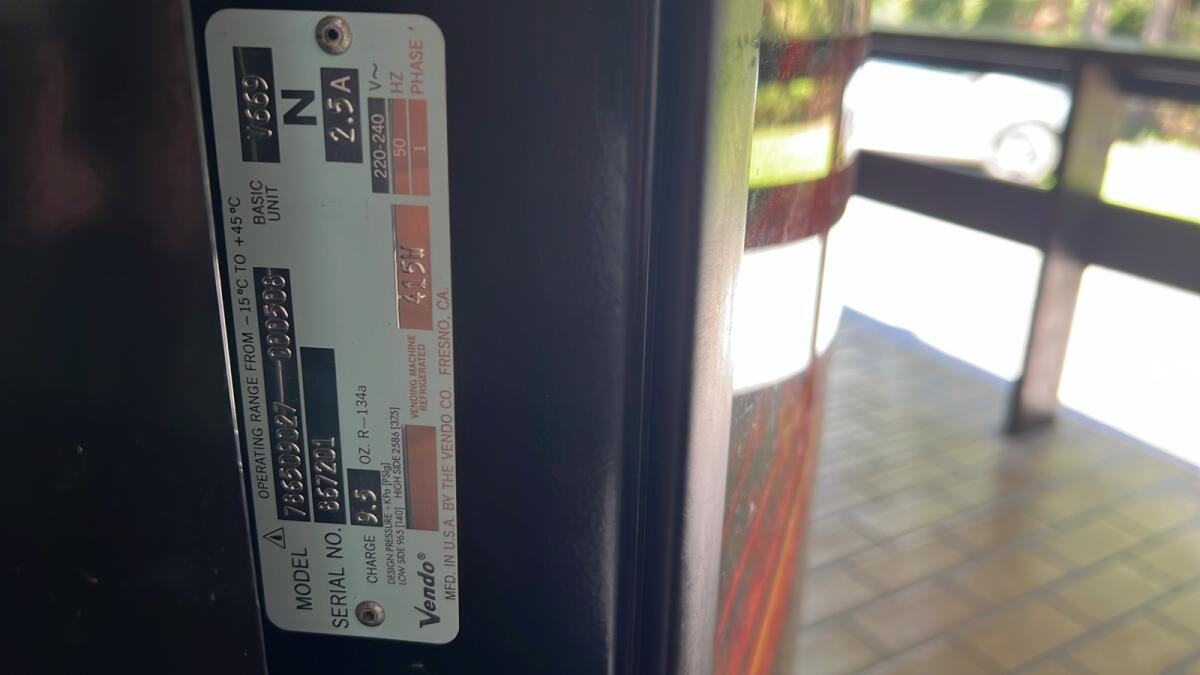 OPERATING RANGE FROM -15°C TO +45°C
MODEL 786509D27-000508 BASIC UNIT V669
SERIAL NO. 867201 N
CHARGE 9.5 OZ. R-134a 2.5A
DESIGN PRESSURE - KPa [PSIg]
LOW SIDE 965 [140] HIGH SIDE 2586 [375]
220-240 V~
50 HZ
1 PHASE
VENDING MACHINE
REFRIGERATED
415W
Vendo®
MFD. IN U.S.A. BY THE VENDO CO. FRESNO, CA.